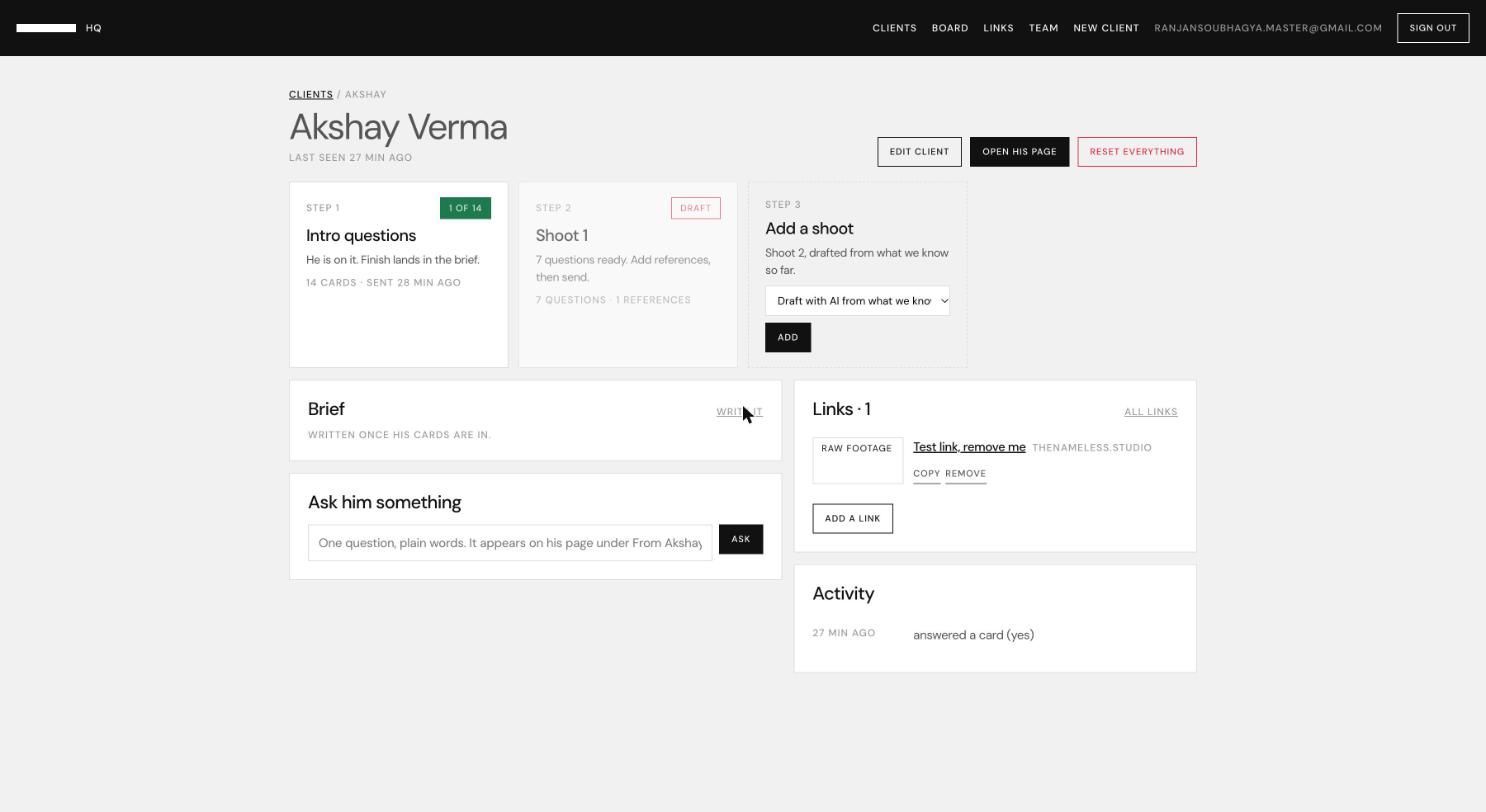 HQ
CLIENTS BOARD LINKS TEAM NEW CLIENT RANJANSOUBHAGYA.MASTER@GMAIL.COM SIGN OUT
CLIENTS / AKSHAY
Akshay Verma
LAST SEEN 27 MIN AGO
EDIT CLIENT OPEN HIS PAGE RESET EVERYTHING
STEP 1 1 OF 14
Intro questions
He is on it. Finish lands in the brief.
14 CARDS · SENT 28 MIN AGO
STEP 2 DRAFT
Shoot 1
7 questions ready. Add references,
then send.
7 QUESTIONS · 1 REFERENCES
STEP 3
Add a shoot
Shoot 2, drafted from what we know
so far.
Draft with AI from what we
ADD
Brief
WRITTEN ONCE HIS CARDS ARE IN.
Ask him something
One question, plain words. It appears on his page under From Akshay
ASK
Links · 1 ALL LINKS
RAW FOOTAGE
Test link, remove me THENAMELESS.STUDIO
COPY REMOVE
ADD A LINK
Activity
27 MIN AGO answered a card (yes)